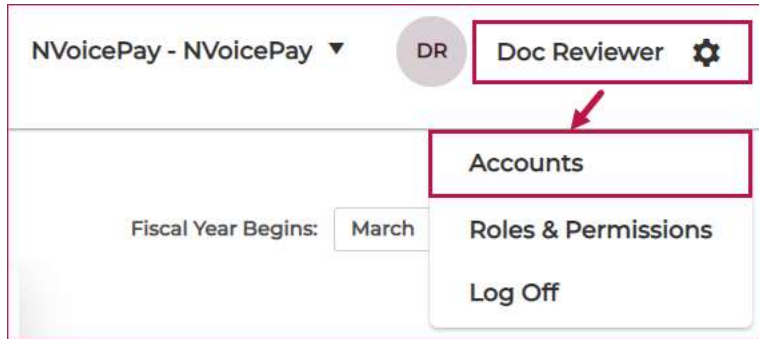 NVoicePay - NVoicePay ▼
DR
Doc Reviewer
Accounts
Fiscal Year Begins: March
Roles & Permissions
Log Off